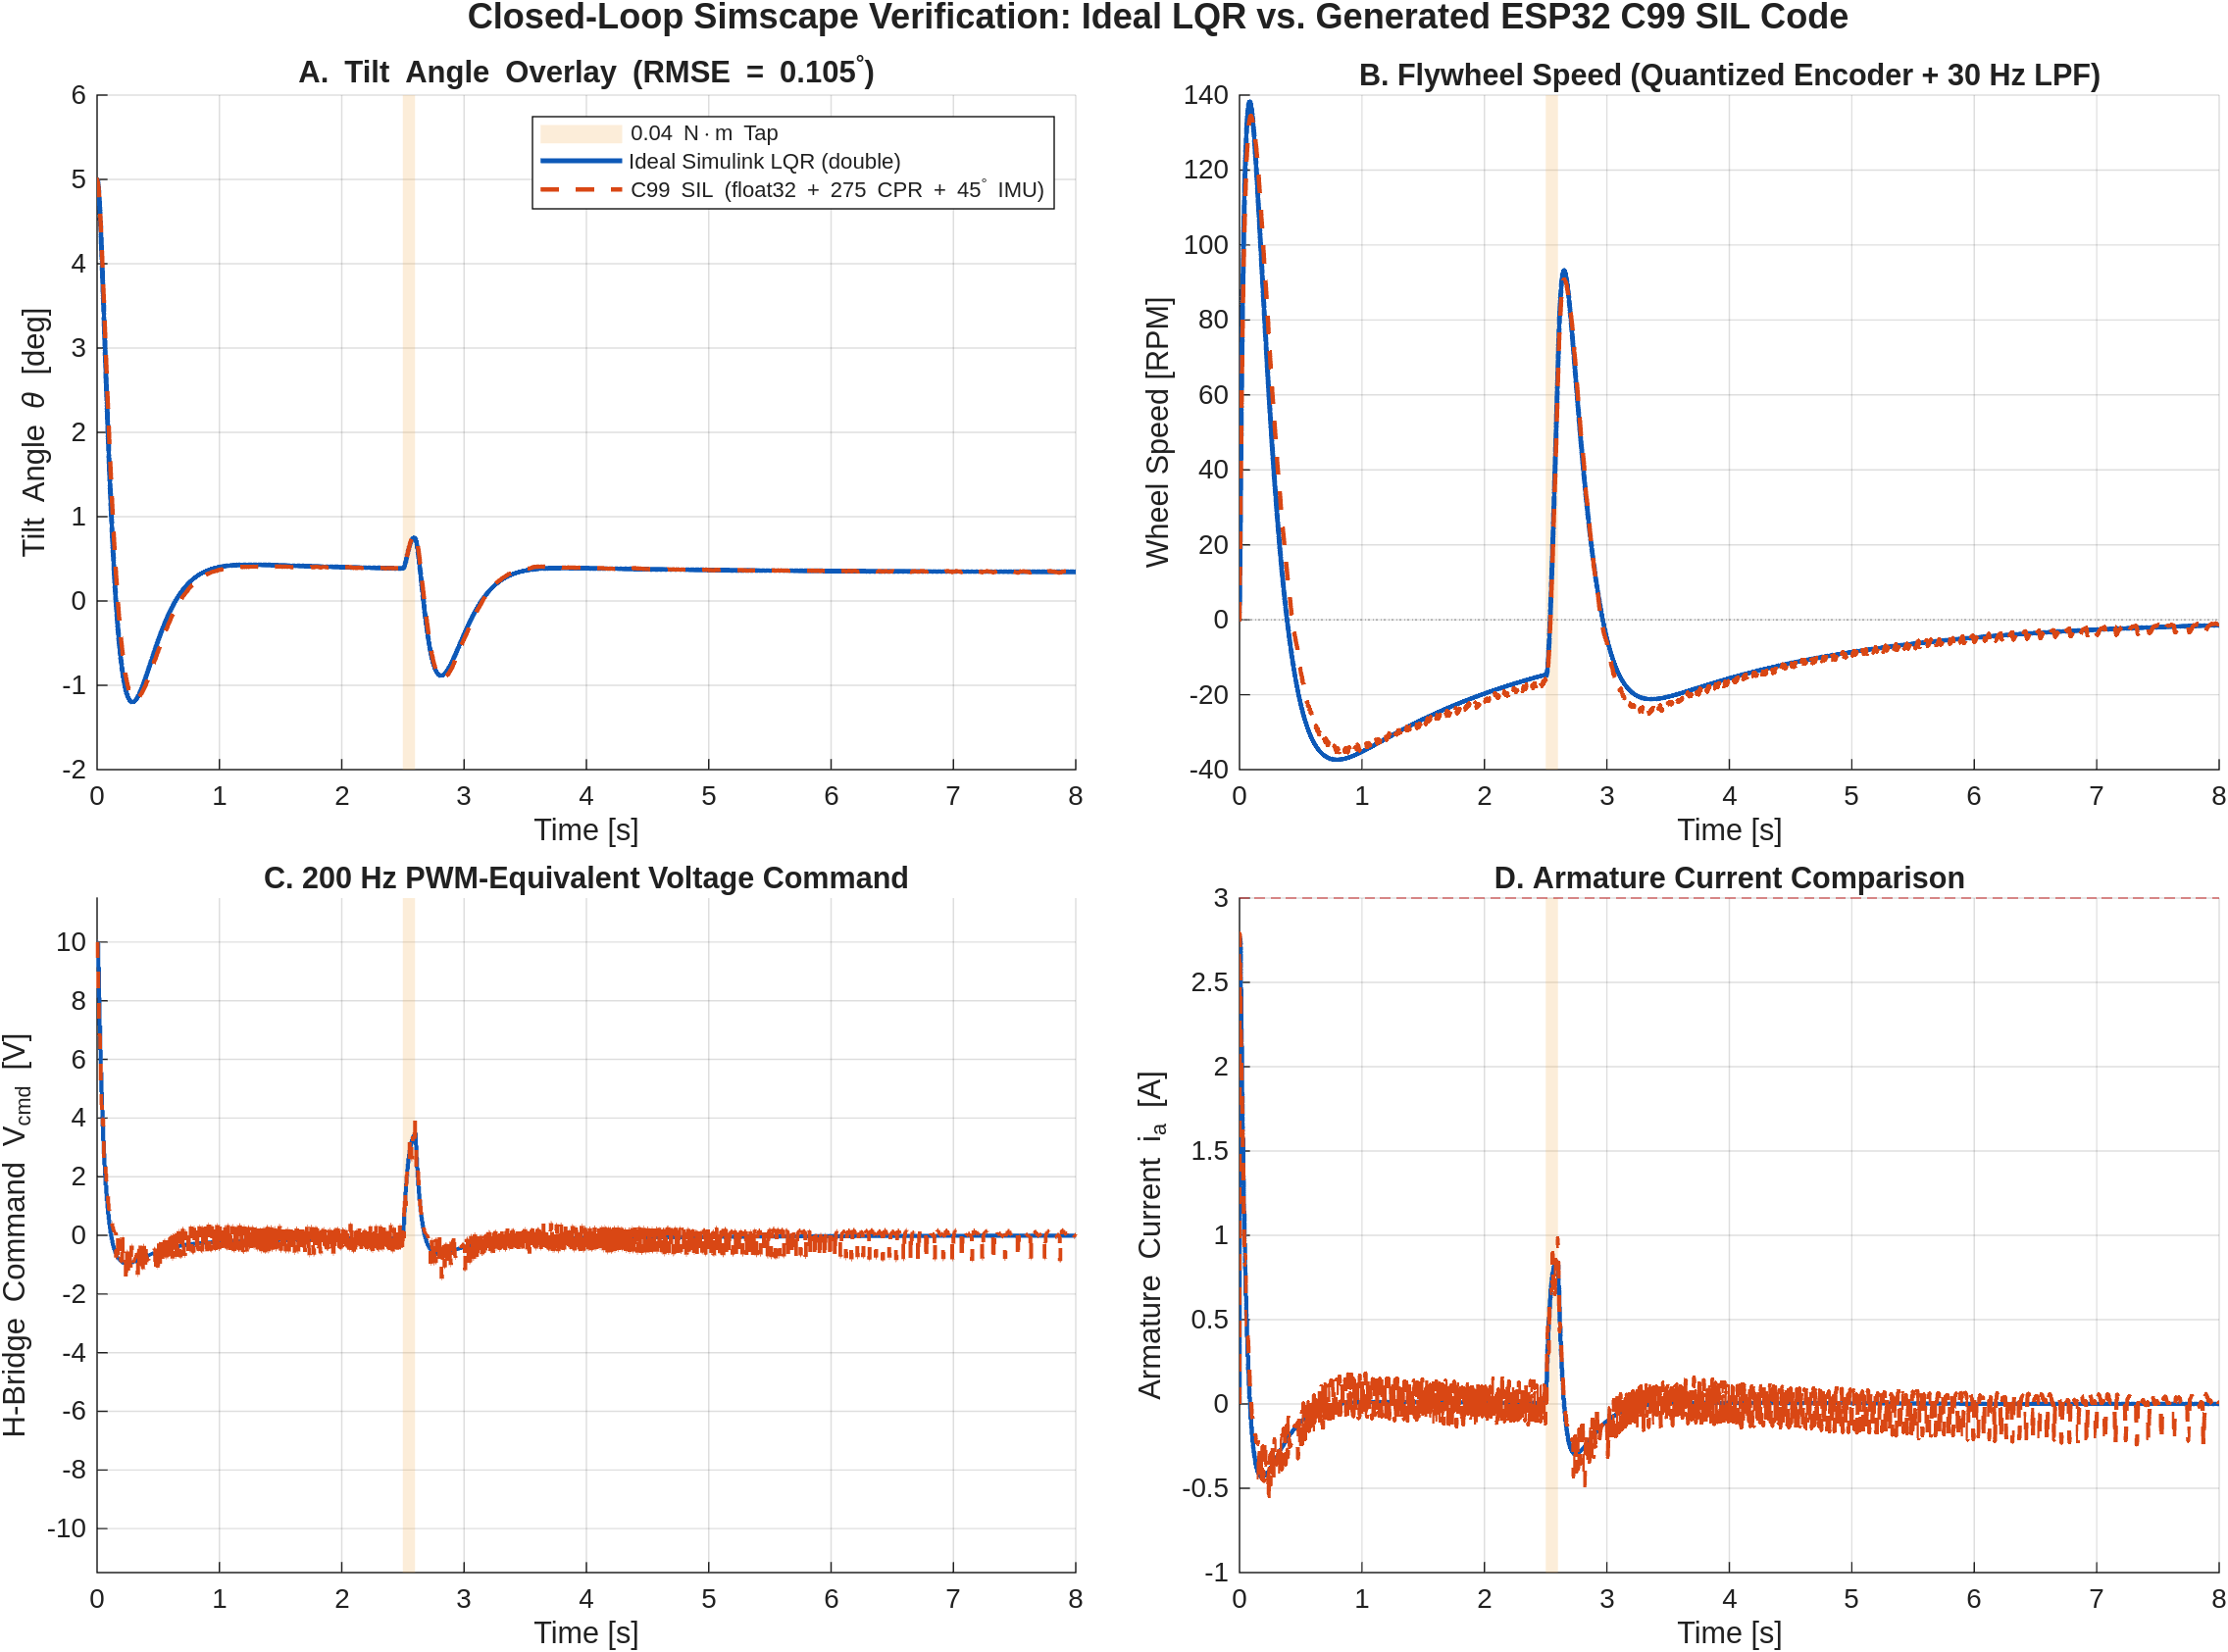 Closed-Loop Simscape Verification: Ideal LQR vs. Generated ESP32 C99 SIL Code
A. Tilt Angle Overlay (RMSE = 0.105°)
6
5
4
3
2
1
0
-1
-2
0 1 2 3 4 5 6 7 8
Tilt Angle θ [deg]
Time [s]
0.04 N·m Tap
Ideal Simulink LQR (double)
C99 SIL (float32 + 275 CPR + 45° IMU)
B. Flywheel Speed (Quantized Encoder + 30 Hz LPF)
140
120
100
80
60
40
20
0
-20
-40
0 1 2 3 4 5 6 7 8
Wheel Speed [RPM]
Time [s]
C. 200 Hz PWM-Equivalent Voltage Command
10
8
6
4
2
0
-2
-4
-6
-8
-10
0 1 2 3 4 5 6 7 8
H-Bridge Command V_cmd [V]
Time [s]
D. Armature Current Comparison
3
2.5
2
1.5
1
0.5
0
-0.5
-1
0 1 2 3 4 5 6 7 8
Armature Current i_a [A]
Time [s]